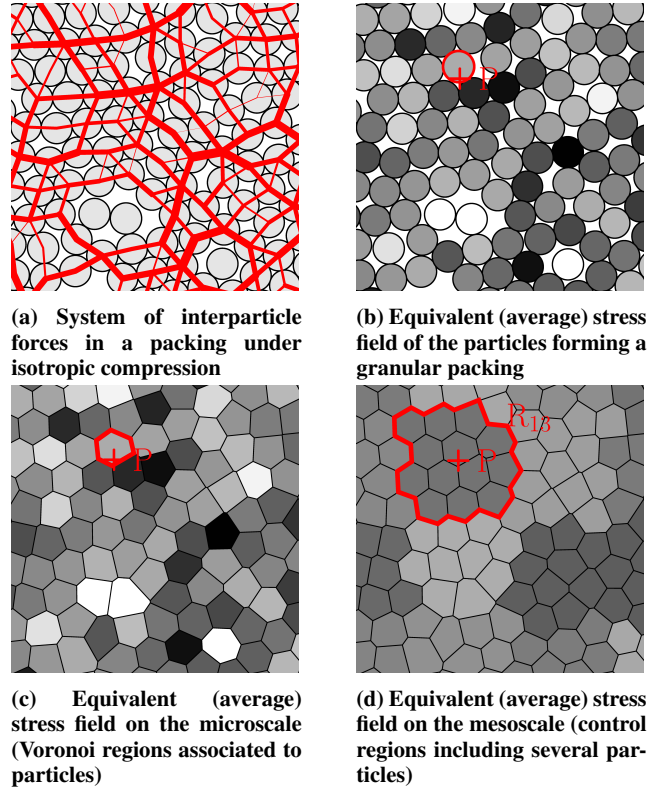 P
(a) System of interparticle
forces in a packing under
isotropic compression
(b) Equivalent (average) stress
field of the particles forming a
granular packing
P
R13
P
(c) Equivalent (average)
stress field on the microscale
(Voronoi regions associated to
particles)
(d) Equivalent (average) stress
field on the mesoscale (control
regions including several par-
ticles)